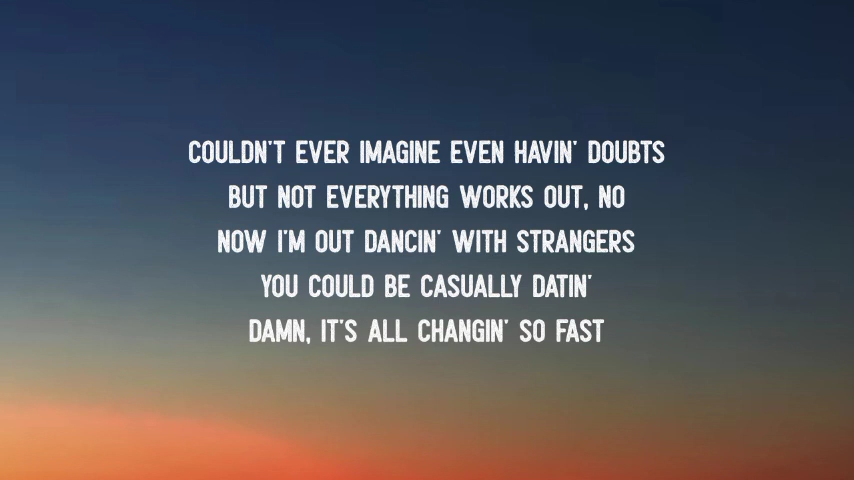 COULDN'T EVER IMAGINE EVEN HAVIN' DOUBTS
BUT NOT EVERYTHING WORKS OUT, NO
NOW I'M OUT DANCIN' WITH STRANGERS
YOU COULD BE CASUALLY DATIN'
DAMN, IT'S ALL CHANGIN' SO FAST